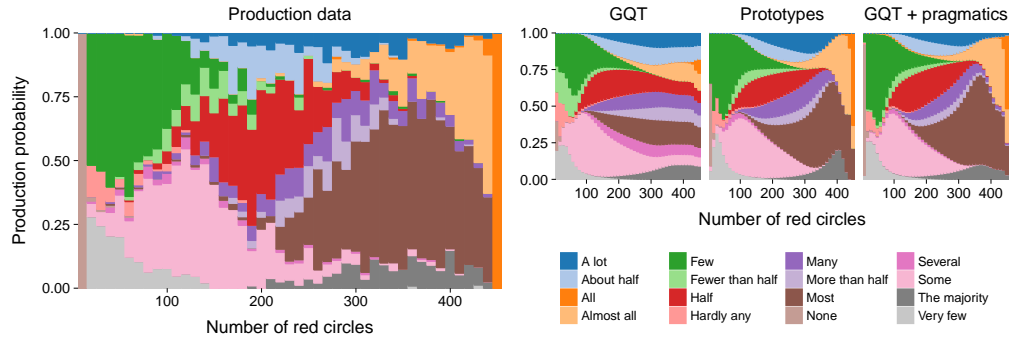 Production data
Production probability
1.00
0.75
0.50
0.25
0.00
100
200
300
400
Number of red circles
GQT
Prototypes
GQT + pragmatics
1.00
0.75
0.50
0.25
0.00
100 200 300 400
100 200 300 400
100 200 300 400
Number of red circles
A lot
About half
All
Almost all
Few
Fewer than half
Half
Hardly any
Many
More than half
Most
None
Several
Some
The majority
Very few